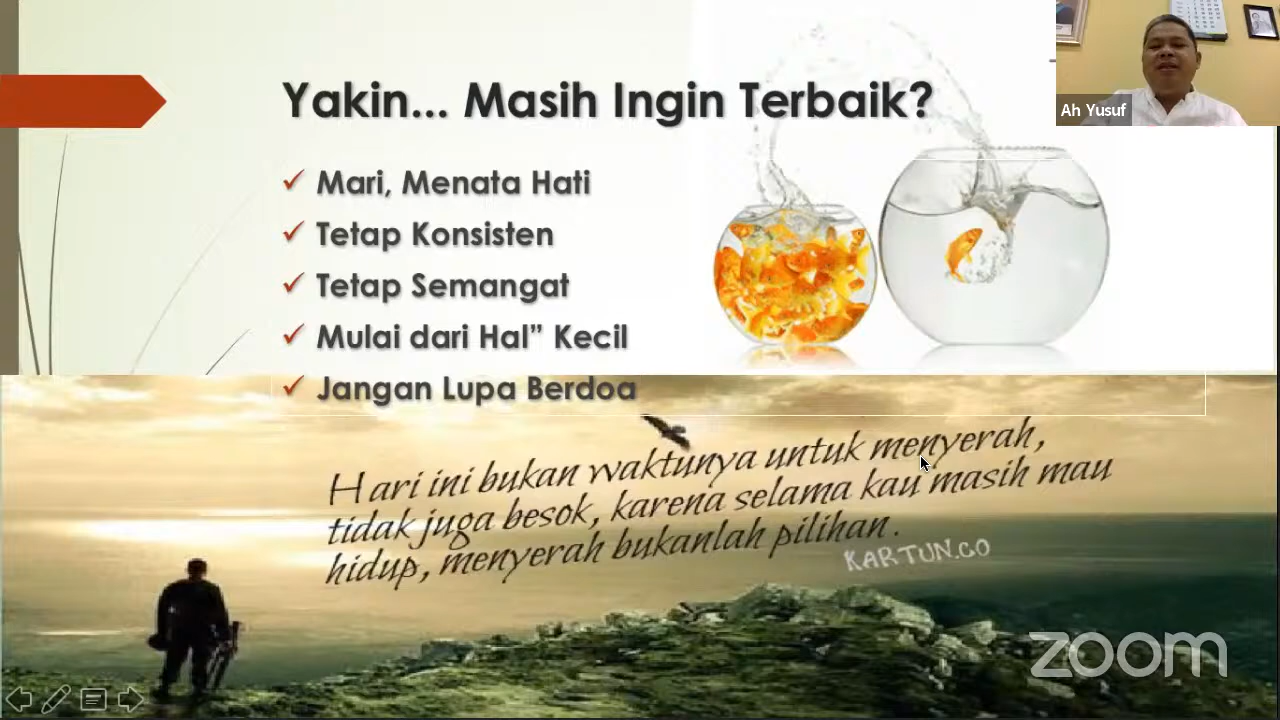 Yakin... Masih Ingin Terbaik?
Ah Yusuf
✓ Mari, Menata Hati
✓ Tetap Konsisten
✓ Tetap Semangat
✓ Mulai dari Hal” Kecil
✓ Jangan Lupa Berdoa
Hari ini bukan waktunya untuk menyerah,
tidak juga besok, karena selama kau masih mau
hidup, menyerah bukanlah pilihan.
KARTUN.CO
zoom